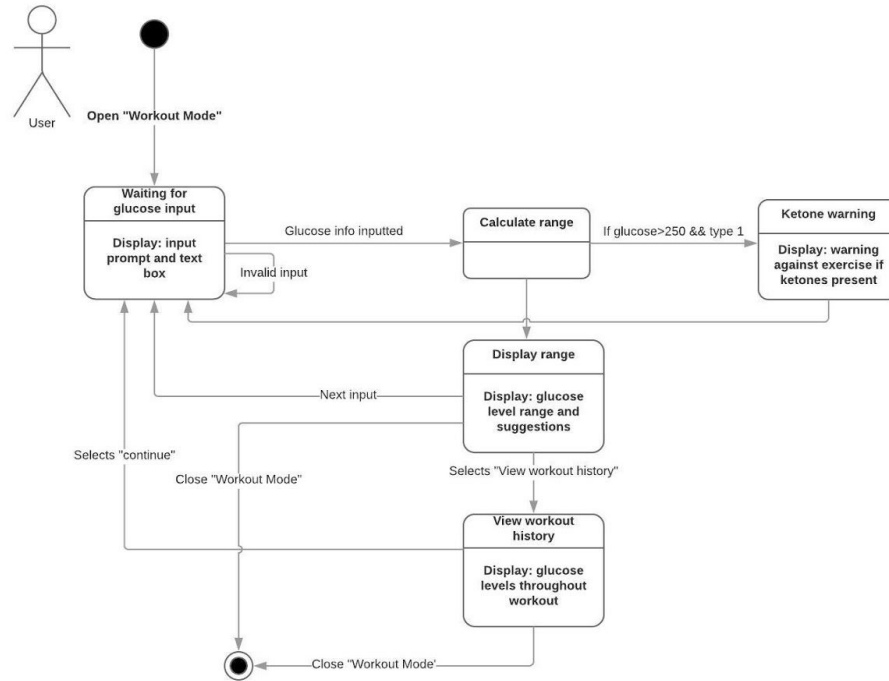 User
Open "Workout Mode"
Waiting for
glucose input
Display: input
prompt and text
box
Glucose info inputted
Invalid input
Calculate range
If glucose>250 && type 1
Ketone warning
Display: warning
against exercise if
ketones present
Display range
Display: glucose
level range and
suggestions
Next input
Selects "continue"
Close "Workout Mode"
Selects "View workout history"
View workout
history
Display: glucose
levels throughout
workout
Close "Workout Mode'